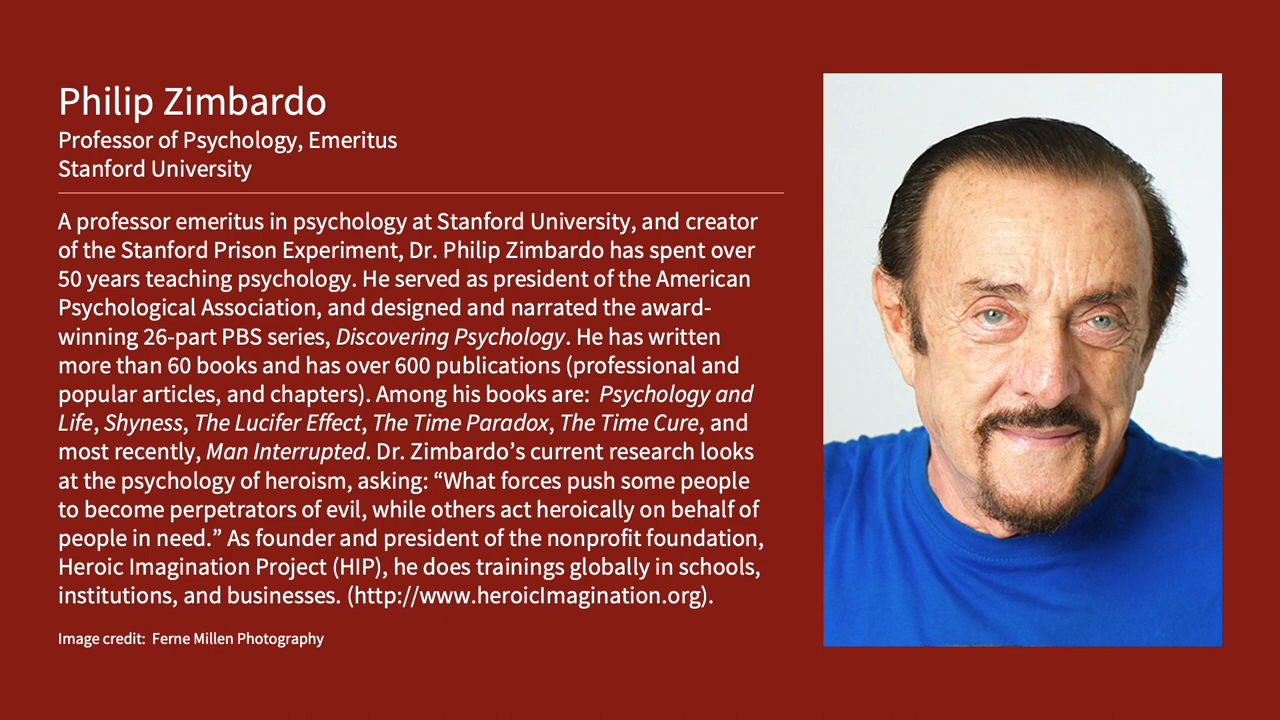 Philip Zimbardo
Professor of Psychology, Emeritus
Stanford University
A professor emeritus in psychology at Stanford University, and creator
of the Stanford Prison Experiment, Dr. Philip Zimbardo has spent over
50 years teaching psychology. He served as president of the American
Psychological Association, and designed and narrated the award-
winning 26-part PBS series, Discovering Psychology. He has written
more than 60 books and has over 600 publications (professional and
popular articles, and chapters). Among his books are:  Psychology and
Life, Shyness, The Lucifer Effect, The Time Paradox, The Time Cure, and
most recently, Man Interrupted. Dr. Zimbardo’s current research looks
at the psychology of heroism, asking: “What forces push some people
to become perpetrators of evil, while others act heroically on behalf of
people in need.” As founder and president of the nonprofit foundation,
Heroic Imagination Project (HIP), he does trainings globally in schools,
institutions, and businesses. (http://www.heroicImagination.org).
Image credit:  Ferne Millen Photography